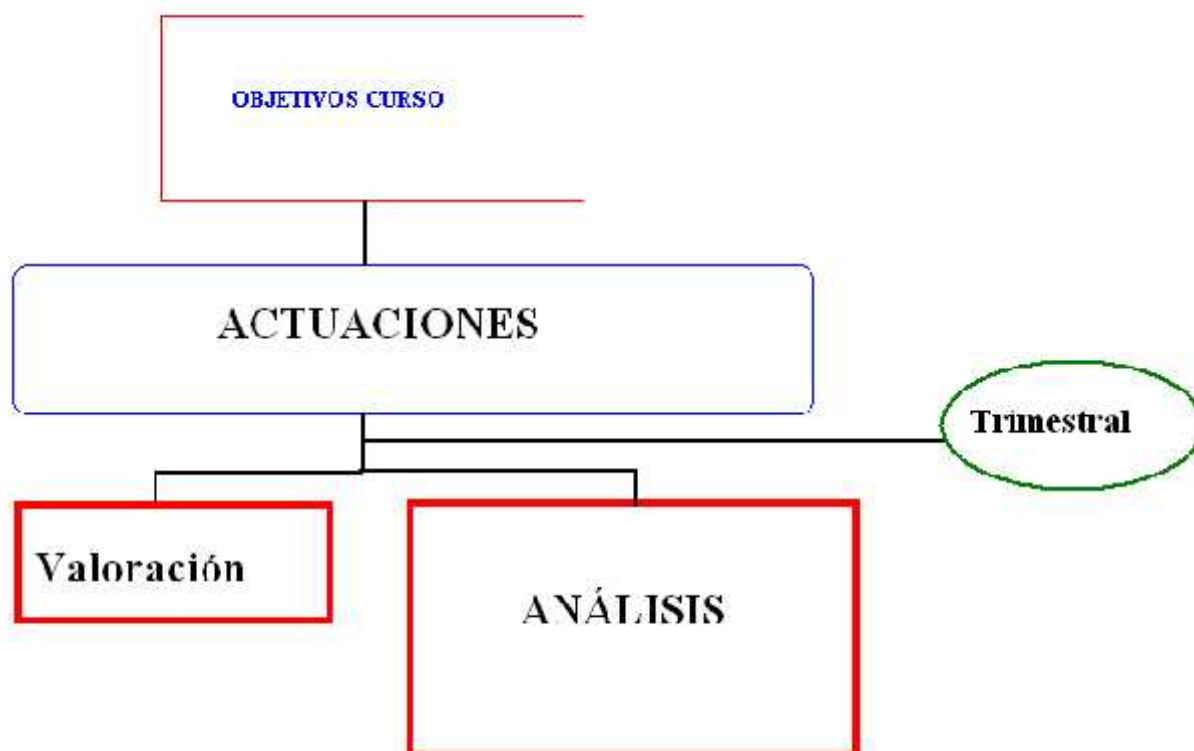 OBJETIVOS CURSO
ACTUACIONES
Trimestral
Valoración
ANÁLISIS